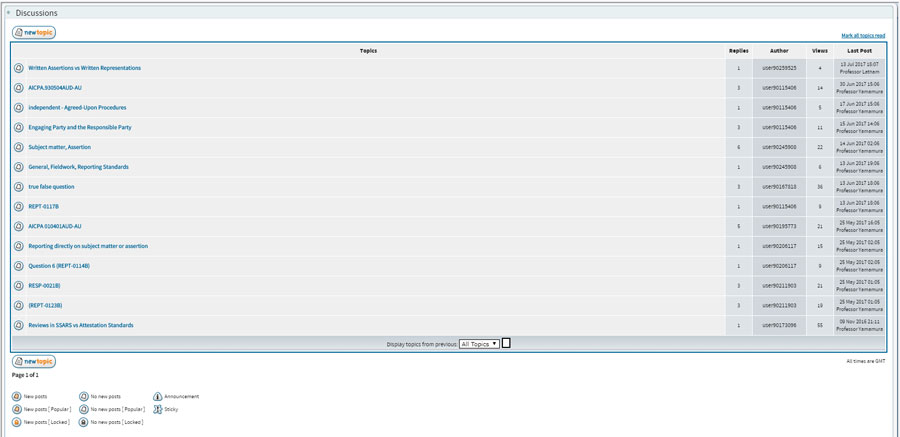 Discussions
newtopic
Mark all topics read
Topics Replies Author Views Last Post
Written Assertions vs Written Representations 1 user90259525 4 13 Jul 2017 16:07 Professor Latham
AICPA.930504AUD-AU 3 user90115406 14 30 Jun 2017 15:06 Professor Yamamura
independent - Agreed-Upon Procedures 1 user90115406 5 17 Jun 2017 15:06 Professor Yamamura
Engaging Party and the Responsible Party 3 user90115406 11 15 Jun 2017 14:06 Professor Yamamura
Subject matter, Assertion 6 user90245908 22 14 Jun 2017 02:06 Professor Yamamura
General, Fieldwork, Reporting Standards 1 user90245908 6 13 Jun 2017 19:06 Professor Yamamura
true false question 3 user90167818 36 13 Jun 2017 18:06 Professor Yamamura
REPT-0117B 1 user90115406 9 13 Jun 2017 15:06 Professor Yamamura
AICPA 010401AUD-AU 5 user90195773 21 25 May 2017 16:05 Professor Yamamura
Reporting directly on subject matter or assertion 1 user90206117 15 25 May 2017 02:05 Professor Yamamura
Question 6 (REPT-0114B) 1 user90206117 9 25 May 2017 02:05 Professor Yamamura
RESP-0021B) 3 user90211903 21 25 May 2017 01:05 Professor Yamamura
(REPT-0123B) 3 user90211903 19 25 May 2017 01:05 Professor Yamamura
Reviews in SSARS vs Attestation Standards 1 user90173096 55 09 Nov 2016 21:11 Professor Yamamura
Display topics from previous: All Topics
newtopic
All times are GMT
Page 1 of 1
New posts No new posts Announcement
New posts [ Popular ] No new posts [ Popular ] Sticky
New posts [ Locked ] No new posts [ Locked ]